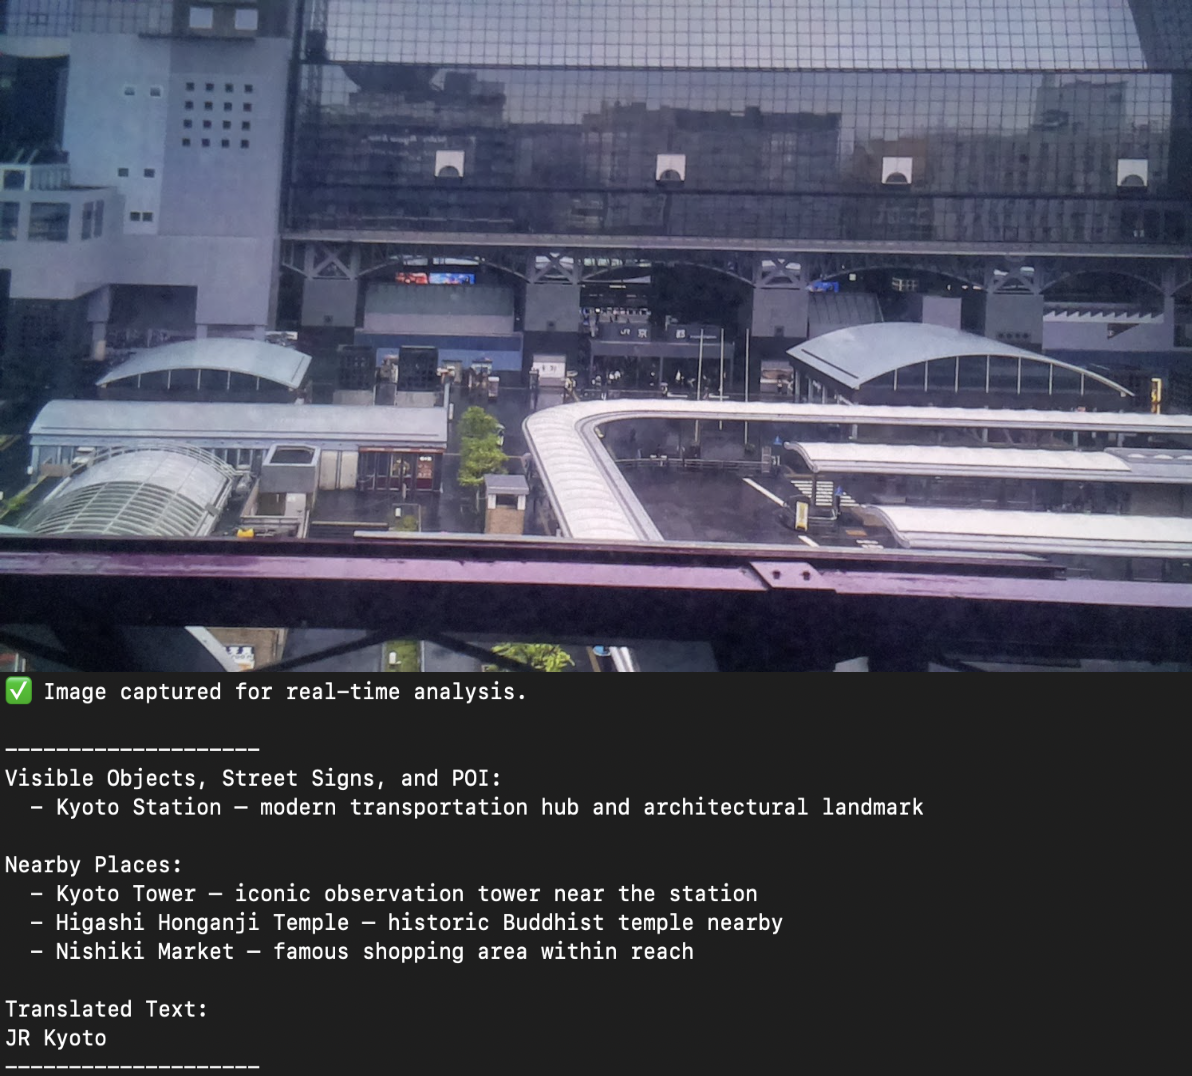 JR 京 都
✅ Image captured for real-time analysis.
--------------------
Visible Objects, Street Signs, and POI:
- Kyoto Station – modern transportation hub and architectural landmark
Nearby Places:
- Kyoto Tower – iconic observation tower near the station
- Higashi Honganji Temple – historic Buddhist temple nearby
- Nishiki Market – famous shopping area within reach
Translated Text:
JR Kyoto
--------------------